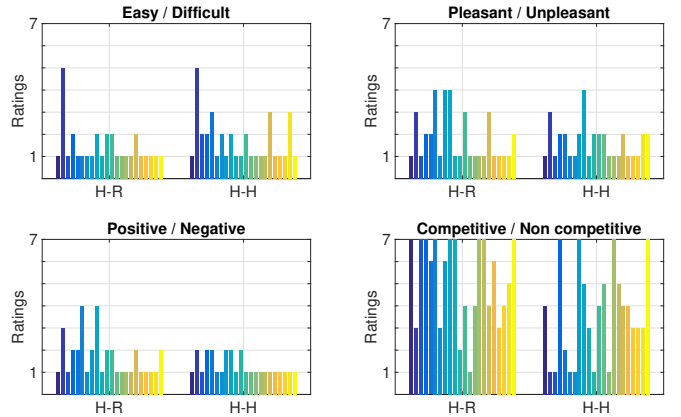 Easy / Difficult
7
Ratings
1
H-R
H-H
Pleasant / Unpleasant
7
Ratings
1
H-R
H-H
Positive / Negative
7
Ratings
1
H-R
H-H
Competitive / Non competitive
7
Ratings
1
H-R
H-H